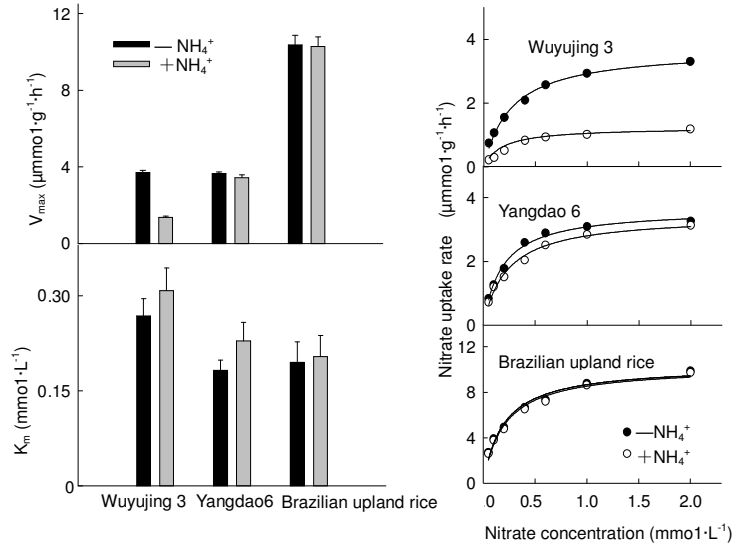 12
8
4
0
— NH₄⁺
+NH₄⁺
Vmax (µmmo1·g⁻¹·h⁻¹)
0.30
0.15
0
Km (mmo1·L⁻¹)
Wuyujing 3
Yangdao6
Brazilian upland rice
4
2
0
Wuyujing 3
4
2
0
Yangdao 6
12
8
4
0
Brazilian upland rice
—NH₄⁺
+NH₄⁺
.0
0.5
1.0
1.5
2.0
Nitrate uptake rate (µmmo1·g⁻¹·h⁻¹)
Nitrate concentration (mmo1·L⁻¹)